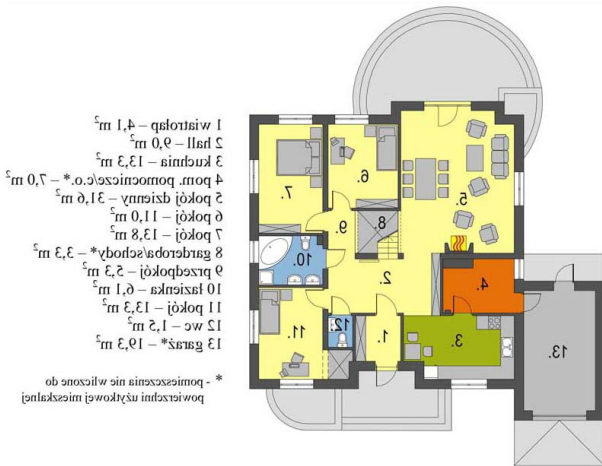 1 wiatrołap – 4,1 m²
2 hall – 9,0 m²
3 kuchnia – 13,3 m²
4 pom. pomocnicze/c.o.* – 7,0 m²
5 pokój dzienny – 31,6 m²
6 pokój – 11,0 m²
7 pokój – 13,8 m²
8 garderoba/schody* – 3,3 m²
9 przedpokój – 5,3 m²
10 łazienka – 6,1 m²
11 pokój – 13,3 m²
12 wc – 1,5 m²
13 garaż* – 19,3 m²
* - pomieszczenia nie wliczone do
powierzchni użytkowej mieszkalnej
7.
6.
5.
8.
9.
10.
2.
4.
11.
12
1.
3.
13.